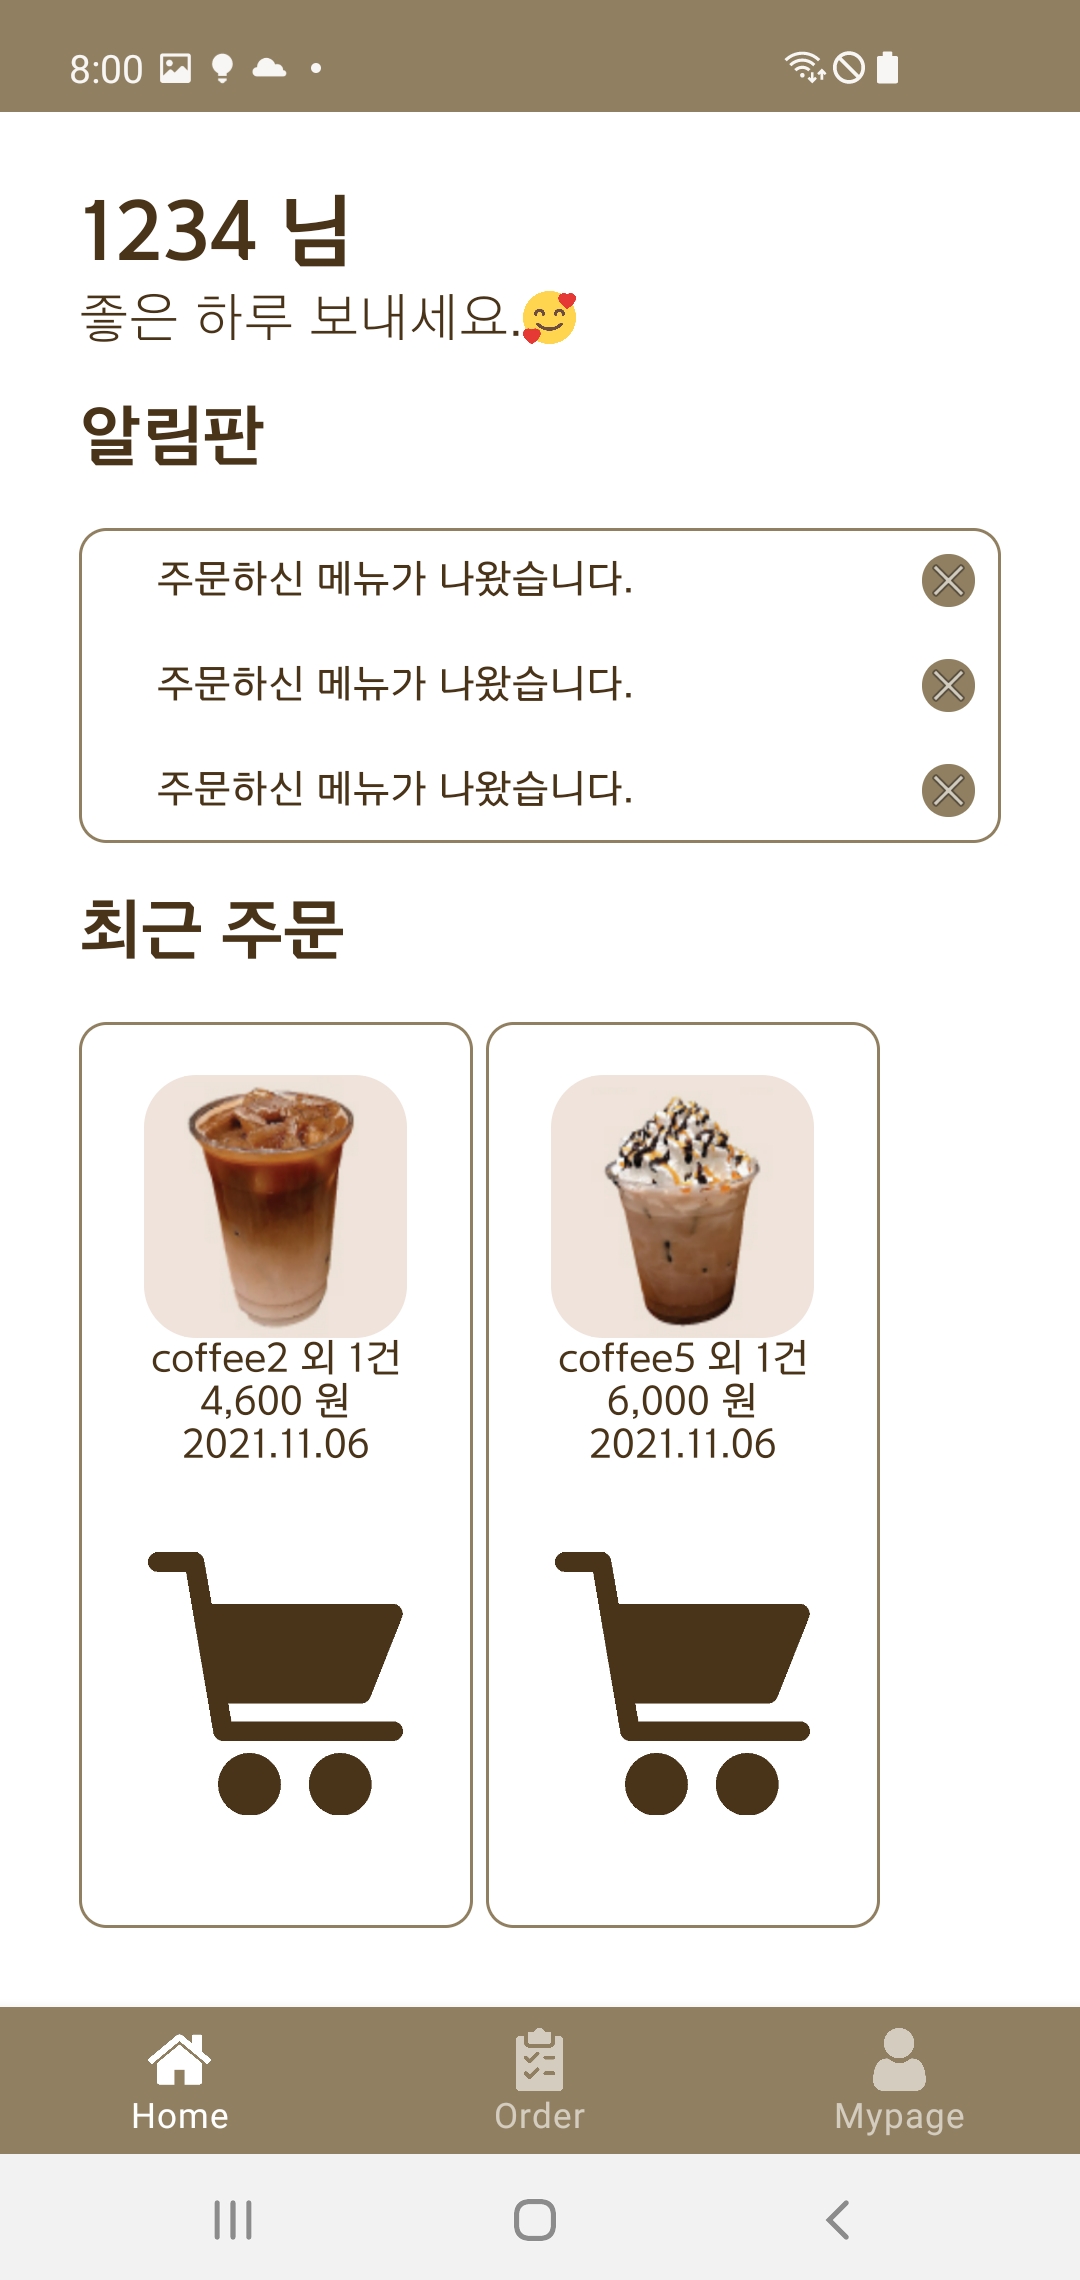 8:00
1234 님
좋은 하루 보내세요.🥰
알림판
주문하신 메뉴가 나왔습니다.
주문하신 메뉴가 나왔습니다.
주문하신 메뉴가 나왔습니다.
최근 주문
coffee2 외 1건
4,600 원
2021.11.06
coffee5 외 1건
6,000 원
2021.11.06
Home
Order
Mypage